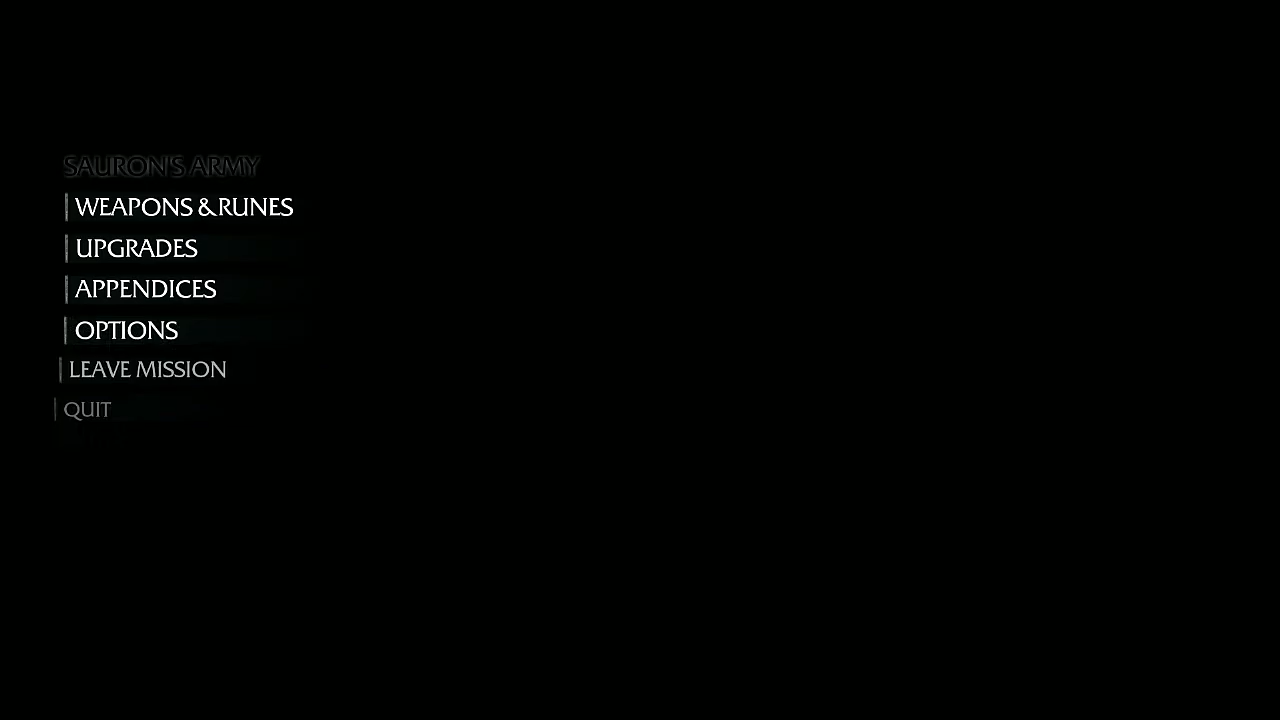 SAURON'S ARMY
WEAPONS & RUNES
UPGRADES
APPENDICES
OPTIONS
LEAVE MISSION
QUIT